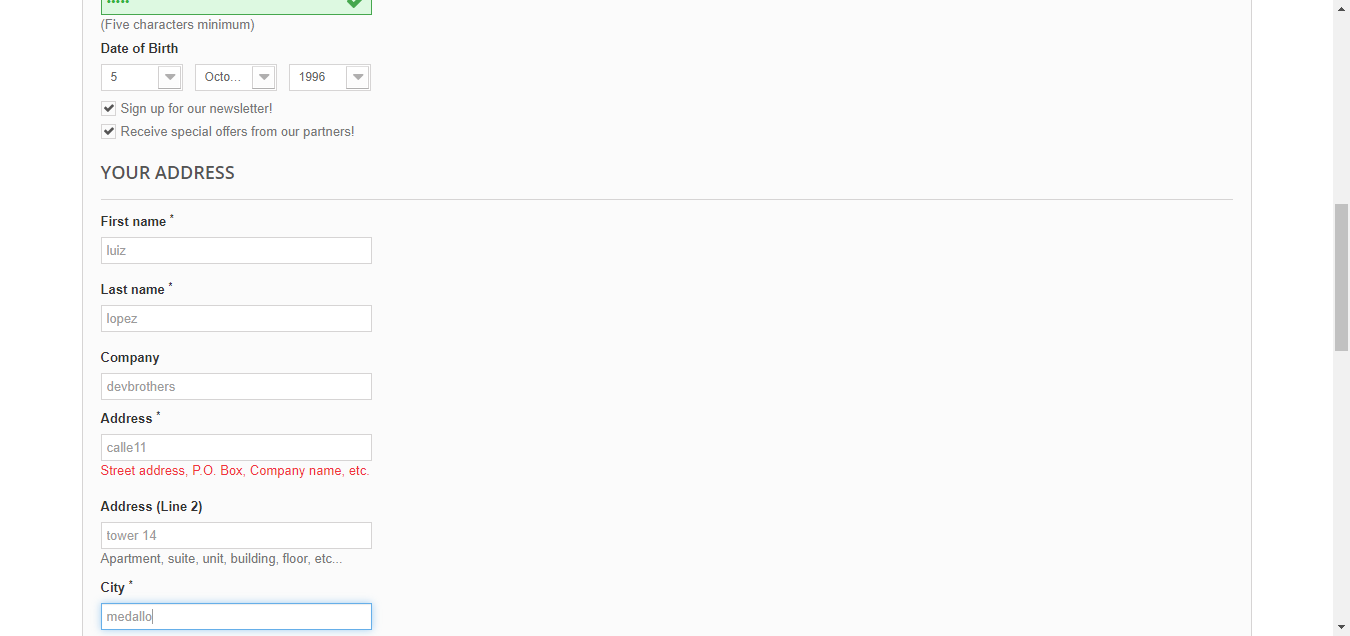 (Five characters minimum)
Date of Birth
5 Octo... 1996
Sign up for our newsletter!
Receive special offers from our partners!
YOUR ADDRESS
First name *
luiz
Last name *
lopez
Company
devbrothers
Address *
calle11
Street address, P.O. Box, Company name, etc.
Address (Line 2)
tower 14
Apartment, suite, unit, building, floor, etc...
City *
medallo